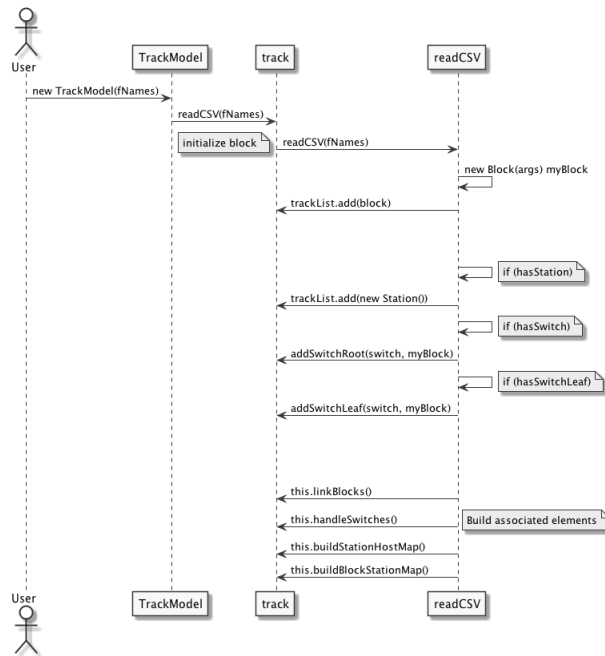 User
TrackModel
track
readCSV
new TrackModel(fNames)
readCSV(fNames)
initialize block
readCSV(fNames)
new Block(args) myBlock
trackList.add(block)
if (hasStation)
trackList.add(new Station())
if (hasSwitch)
addSwitchRoot(switch, myBlock)
if (hasSwitchLeaf)
addSwitchLeaf(switch, myBlock)
this.linkBlocks()
this.handleSwitches()
Build associated elements
this.buildStationHostMap()
this.buildBlockStationMap()
User
TrackModel
track
readCSV